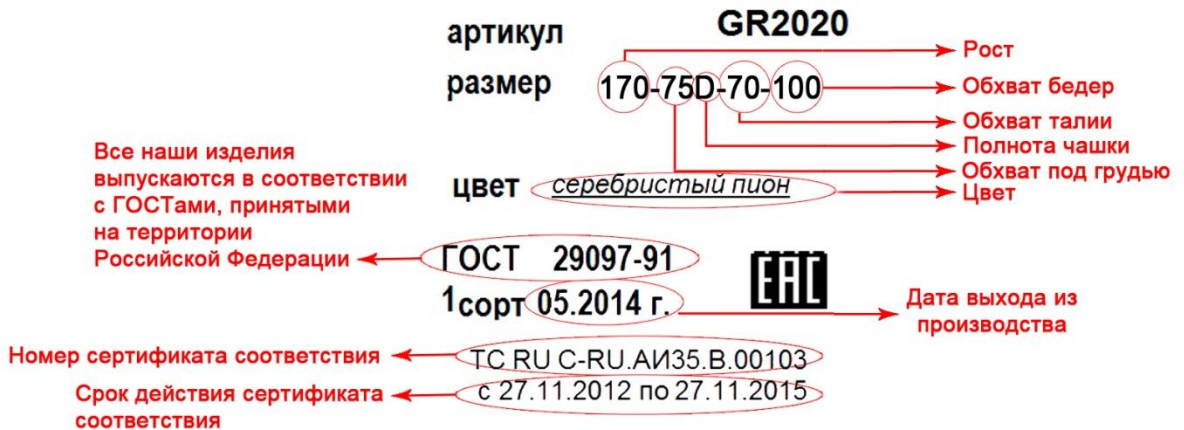 артикул GR2020
Рост
размер 170-75D-70-100
Обхват бедер
Обхват талии
Полнота чашки
Обхват под грудью
Все наши изделия
выпускаются в соответствии
с ГОСТами, принятыми
на территории
Российской Федерации
цвет серебристый пион
Цвет
ГОСТ 29097-91
EAC
1сорт 05.2014 г.
Дата выхода из
производства
Номер сертификата соответствия
ТС RU C-RU.АИ35.В.00103
Срок действия сертификата
соответствия
с 27.11.2012 по 27.11.2015